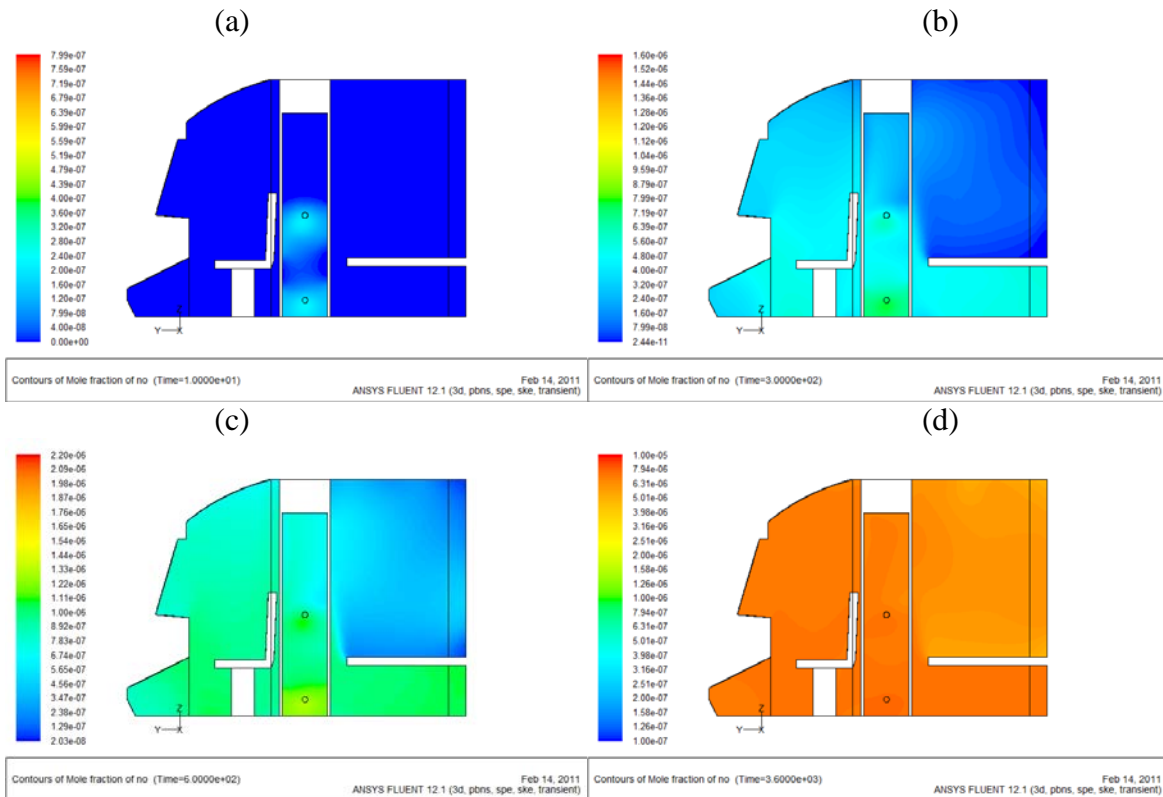 (a)
7.99e-07
7.59e-07
7.19e-07
6.79e-07
6.39e-07
5.99e-07
5.59e-07
5.19e-07
4.79e-07
4.39e-07
4.00e-07
3.60e-07
3.20e-07
2.80e-07
2.40e-07
2.00e-07
1.60e-07
1.20e-07
7.99e-08
4.00e-08
0.00e+00
Z
Y X
Contours of Mole fraction of no (Time=1.0000e+01)
Feb 14, 2011
ANSYS FLUENT 12.1 (3d, pbns, spe, ske, transient)
(b)
1.60e-06
1.52e-06
1.44e-06
1.36e-06
1.28e-06
1.20e-06
1.12e-06
1.04e-06
9.59e-07
8.79e-07
7.99e-07
7.19e-07
6.39e-07
5.60e-07
4.80e-07
4.00e-07
3.20e-07
2.40e-07
1.60e-07
7.99e-08
2.44e-11
Z
Y X
Contours of Mole fraction of no (Time=3.0000e+02)
Feb 14, 2011
ANSYS FLUENT 12.1 (3d, pbns, spe, ske, transient)
(c)
2.20e-06
2.09e-06
1.98e-06
1.87e-06
1.76e-06
1.65e-06
1.54e-06
1.44e-06
1.33e-06
1.22e-06
1.11e-06
1.00e-06
8.92e-07
7.83e-07
6.74e-07
5.65e-07
4.56e-07
3.47e-07
2.38e-07
1.29e-07
2.03e-08
Z
Y X
Contours of Mole fraction of no (Time=6.0000e+02)
Feb 14, 2011
ANSYS FLUENT 12.1 (3d, pbns, spe, ske, transient)
(d)
1.00e-05
7.94e-06
6.31e-06
5.01e-06
3.98e-06
3.16e-06
2.51e-06
2.00e-06
1.58e-06
1.26e-06
1.00e-06
7.94e-07
6.31e-07
5.01e-07
3.98e-07
3.16e-07
2.51e-07
2.00e-07
1.58e-07
1.26e-07
1.00e-07
Z
Y X
Contours of Mole fraction of no (Time=3.6000e+03)
Feb 14, 2011
ANSYS FLUENT 12.1 (3d, pbns, spe, ske, transient)